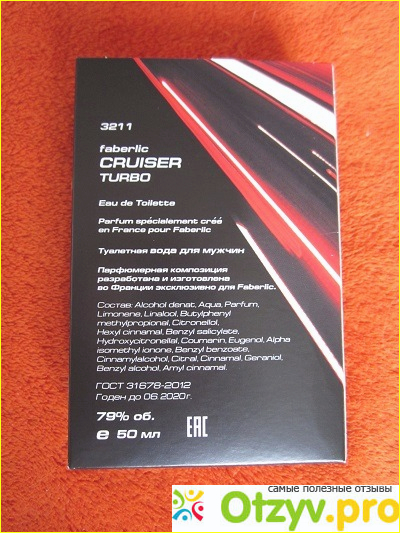 3211
faberlic
CRUISER
TURBO
Eau de Toilette
Parfum spécialement créé
en France pour Faberlic
Туалетная вода для мужчин
Парфюмерная композиция
разработана и изготовлена
во Франции эксклюзивно для Faberlic.
Состав: Alcohol denat, Aqua, Parfum,
Limonene, Linalool, Butylphenyl
methylpropional, Citronellol,
Hexyl cinnamal, Benzyl salicylate,
Hydroxycitronellal, Coumarin, Eugenol, Alpha
isomethyl ionone, Benzyl benzoate,
Cinnamylalcohol, Citral, Cinnamal, Geraniol,
Benzyl alcohol, Amyl cinnamal.
ГОСТ 31678-2012
Годен до 06.2020г.
79% об.
e 50 мл
EAC
самые полезные отзывы
Otzyv.pro